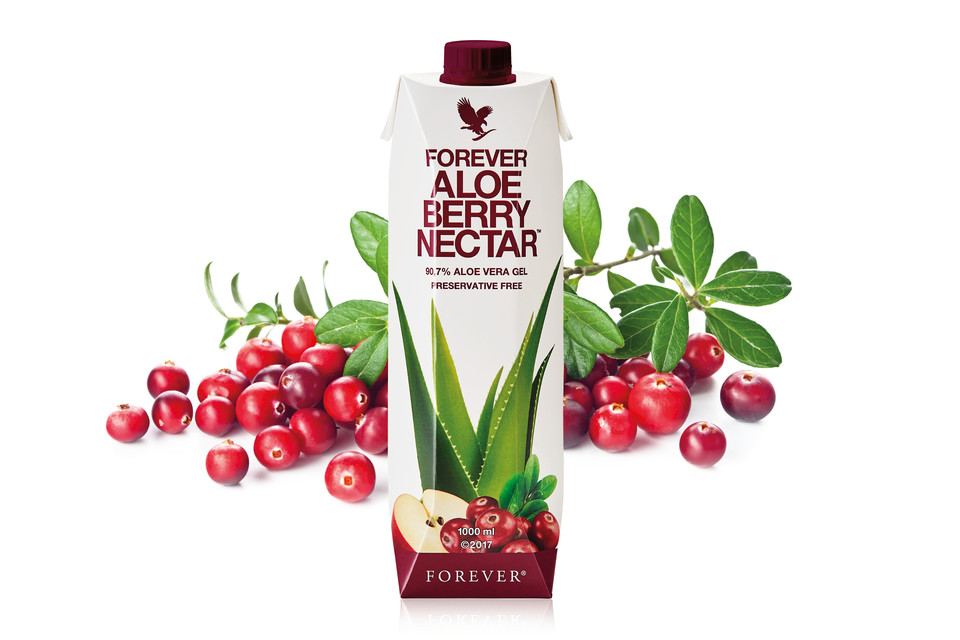 FOREVER
ALOE
BERRY
NECTAR™
90.7% ALOE VERA GEL
PRESERVATIVE FREE
1000 ml
©2017
FOREVER®